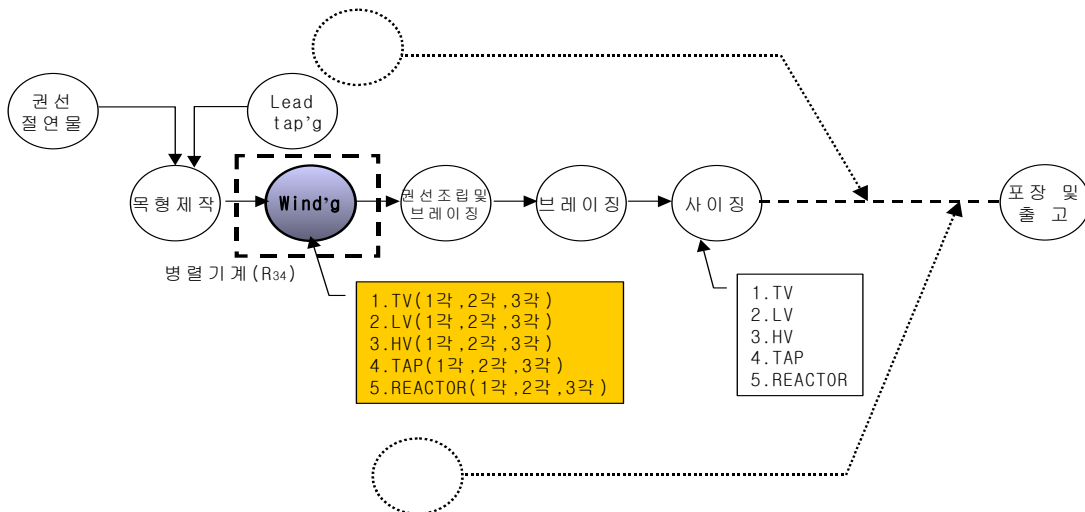 권선
절연물
Lead
tap'g
목형제작
Wind'g
권선조립및
브레이징
브레이징
사이징
포장 및
출 고
병렬기계(R34)
1.TV(1각,2각,3각)
2.LV(1각,2각,3각)
3.HV(1각,2각,3각)
4.TAP(1각,2각,3각)
5.REACTOR(1각,2각,3각)
1.TV
2.LV
3.HV
4.TAP
5.REACTOR